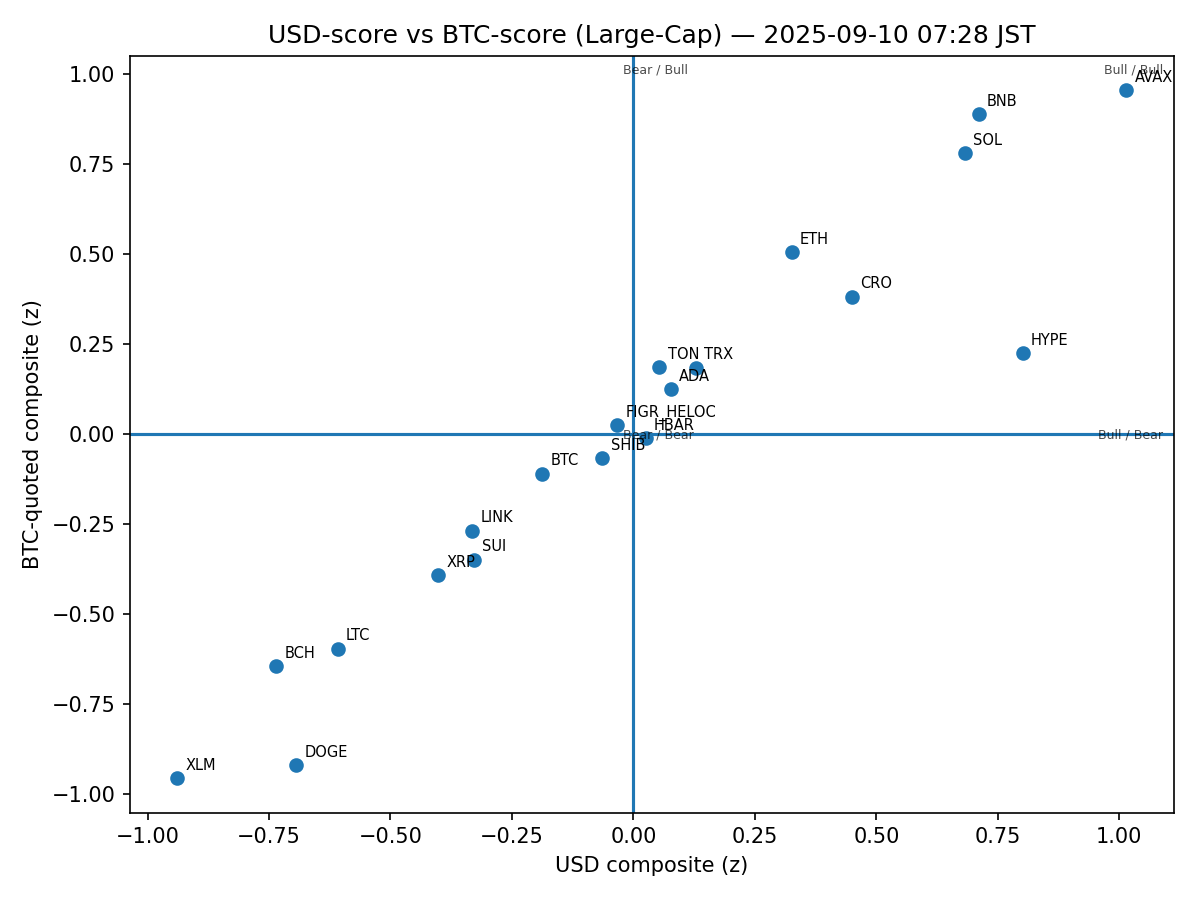 USD-score vs BTC-score (Large-Cap) — 2025-09-10 07:28 JST
Bear / Bull
Bull / Bull
AVAX
1.00
BNB
SOL
0.75
ETH
0.50
CRO
HYPE
0.25
TON
TRX
ADA
FIGR_HELOC
HBAR
0.00
Bear / Bear
Bull / Bear
SHIB
BTC
LINK
−0.25
SUI
XRP
−0.50
LTC
BCH
−0.75
DOGE
XLM
−1.00
BTC-quoted composite (z)
−1.00 −0.75 −0.50 −0.25 0.00 0.25 0.50 0.75 1.00
USD composite (z)